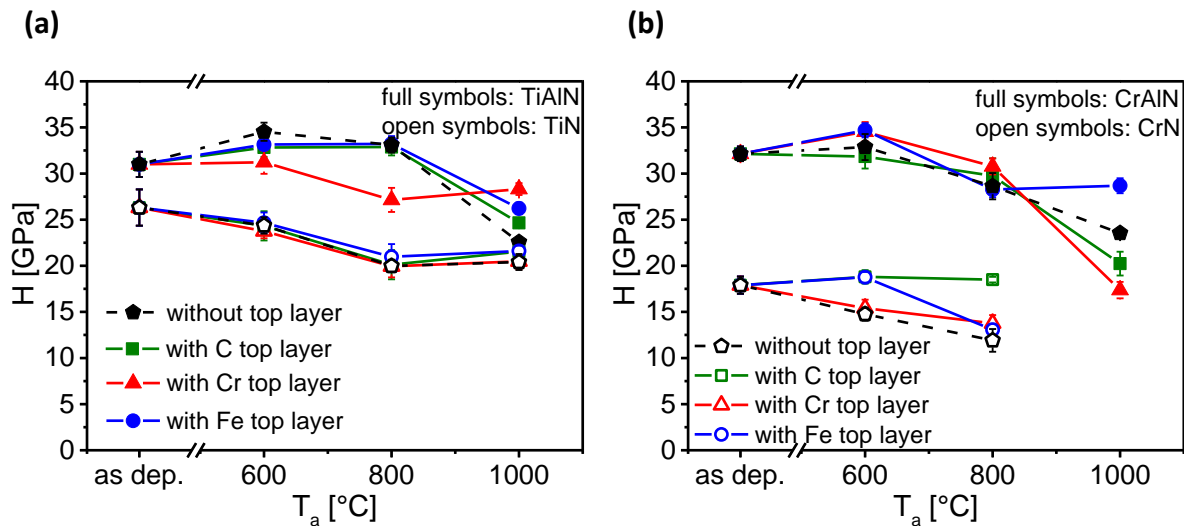 (a)
40
35
30
25
20
15
10
5
0
H [GPa]
full symbols: TiAlN
open symbols: TiN
without top layer
with C top layer
with Cr top layer
with Fe top layer
as dep.
600
800
1000
T_a [°C]
(b)
40
35
30
25
20
15
10
5
0
H [GPa]
full symbols: CrAlN
open symbols: CrN
without top layer
with C top layer
with Cr top layer
with Fe top layer
as dep.
600
800
1000
T_a [°C]